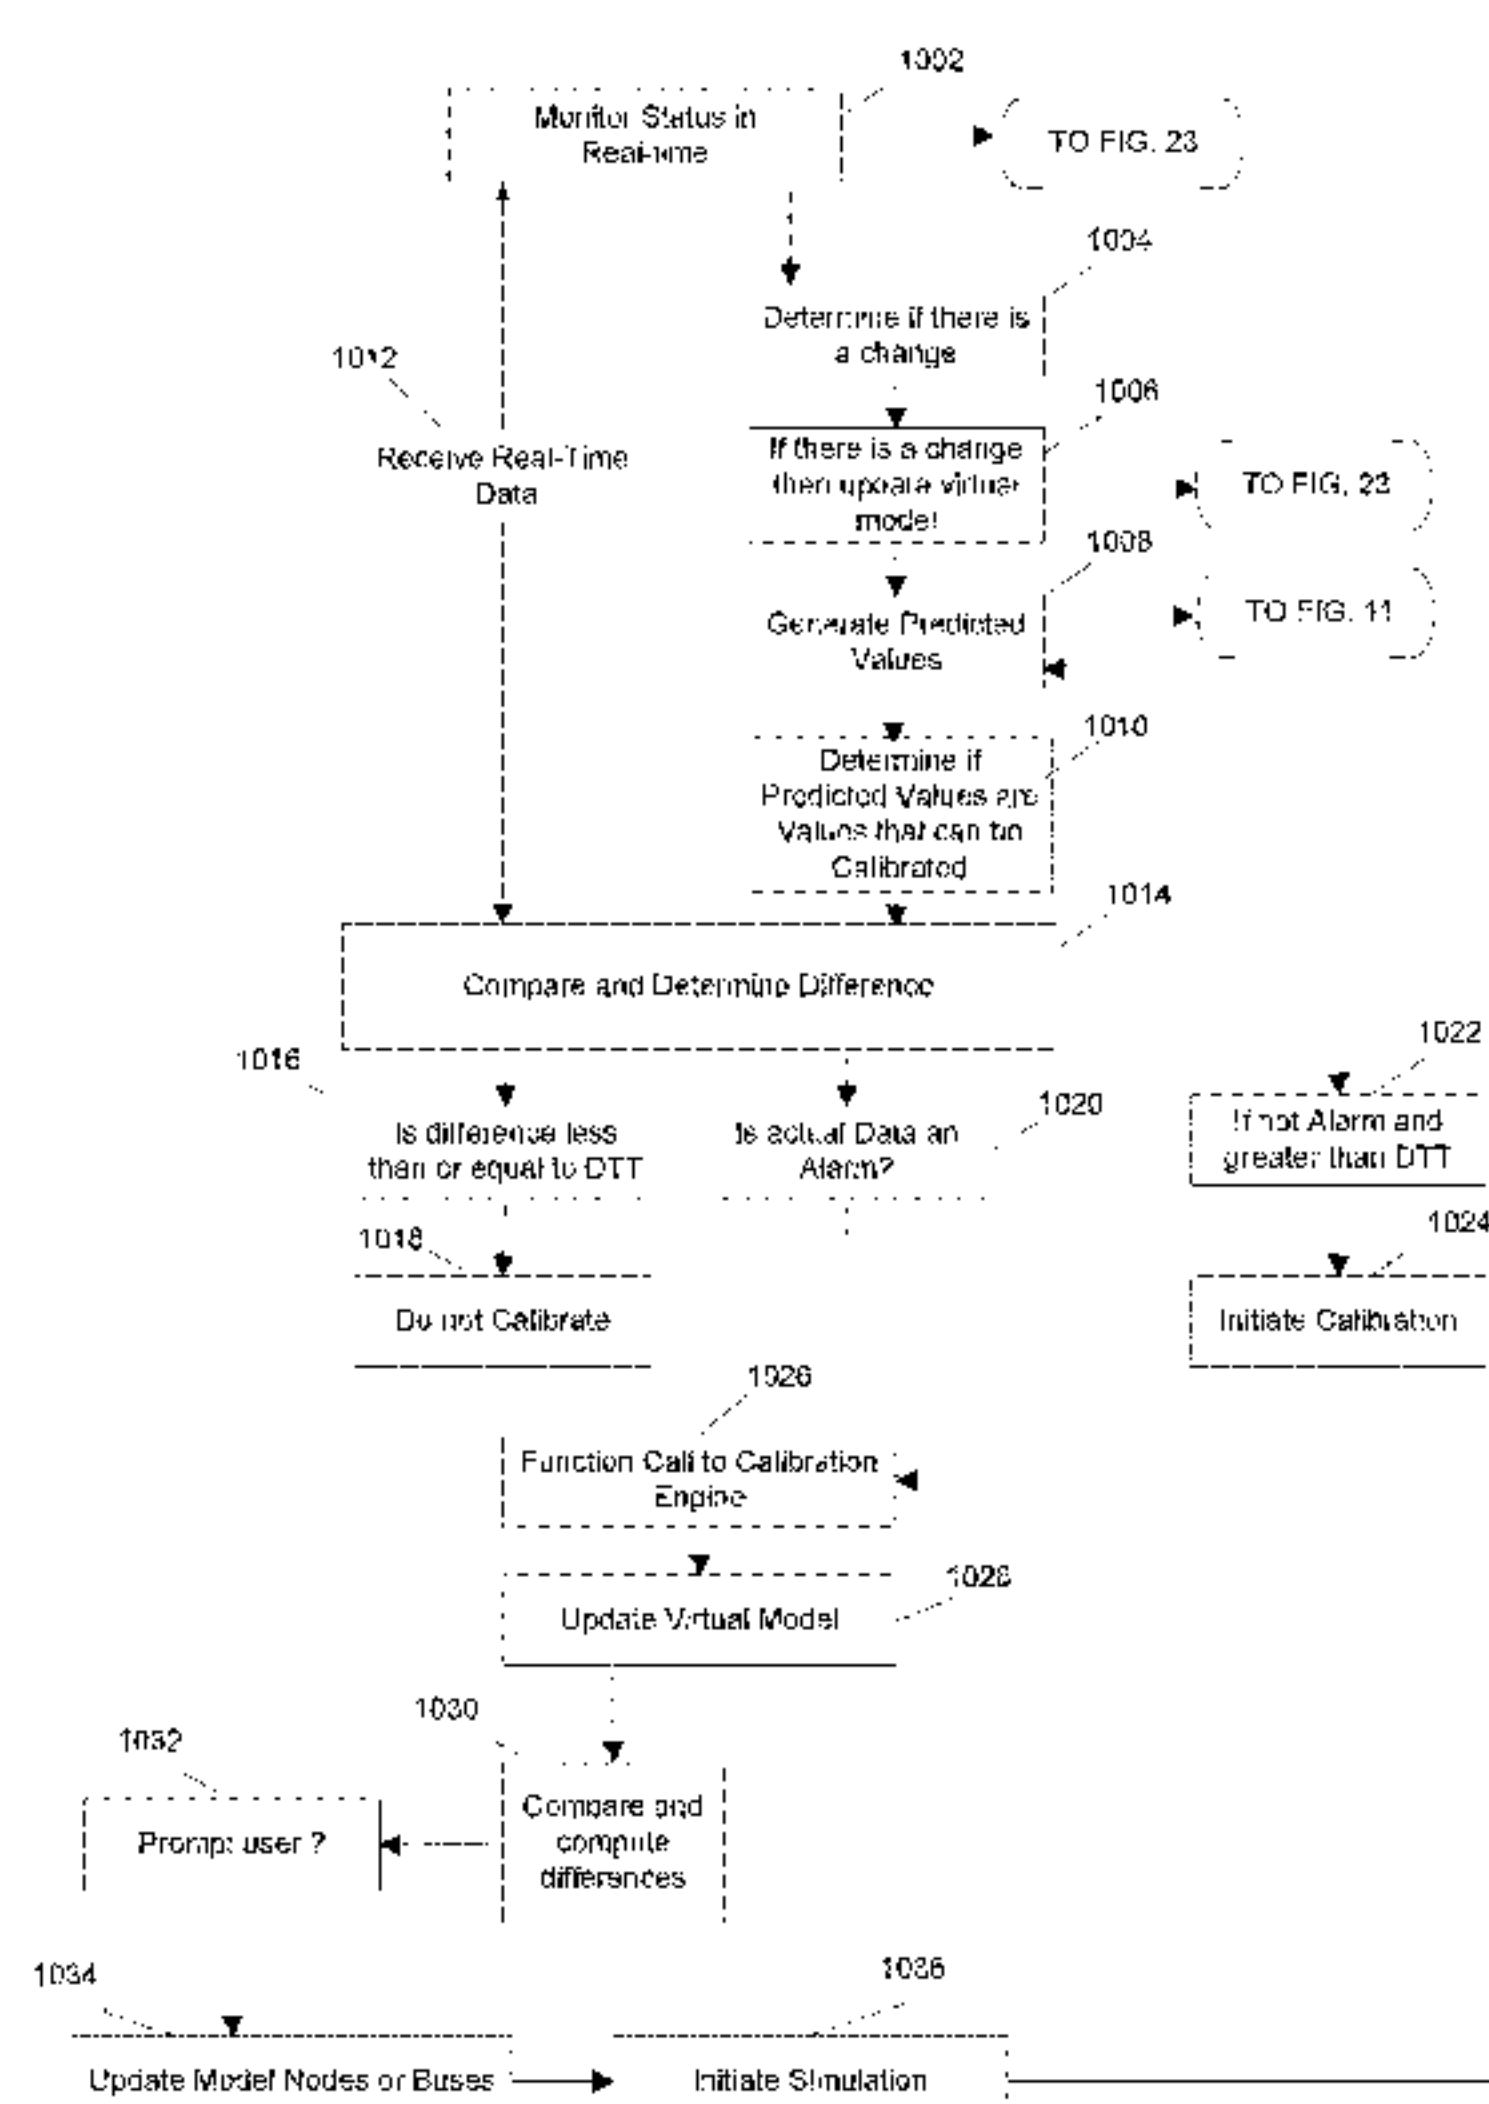 1002
Monitor Status in
Real-time
TO FIG. 23
1004
Determine if there is
a change
1012
1006
Receive Real-Time
Data
If there is a change
then update virtual
model
TO FIG. 23
1008
Generate Predicted
Values
TO FIG. 11
1010
Determine if
Predicted Values are
Values that can be
Calibrated
1014
Compare and Determine Difference
1016
1022
1020
Is difference less
than or equal to DTT
Is actual Data an
Alarm?
If not Alarm and
greater than DTT
1018
1024
Do not Calibrate
Initiate Calibration
1026
Function Call to Calibration
Engine
1028
Update Virtual Model
1030
1032
Compare and
compute
differences
Prompt user ?
1034
1036
Update Model Nodes or Buses
Initiate Simulation